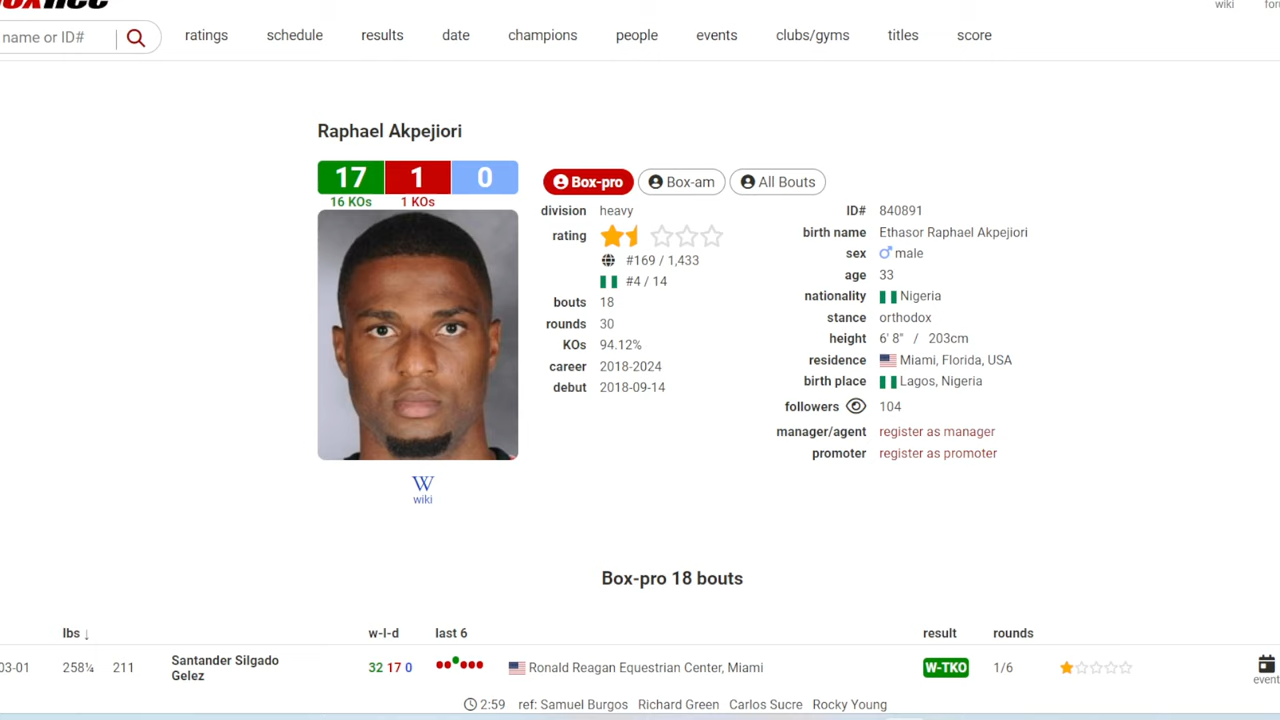 wiki
name or ID#
ratings schedule results date champions people events clubs/gyms titles score
Raphael Akpejiori
17 1 0
16 KOs 1 KOs
Box-pro Box-am All Bouts
division heavy
rating
#169 / 1,433
#4 / 14
bouts 18
rounds 30
KOs 94.12%
career 2018-2024
debut 2018-09-14
ID# 840891
birth name Ethasor Raphael Akpejiori
sex ♂ male
age 33
nationality Nigeria
stance orthodox
height 6' 8" / 203cm
residence Miami, Florida, USA
birth place Lagos, Nigeria
followers 104
manager/agent register as manager
promoter register as promoter
W
wiki
Box-pro 18 bouts
lbs ↓ w-l-d last 6 result rounds
03-01 258¼ 211 Santander Silgado 32 17 0 Ronald Reagan Equestrian Center, Miami W-TKO 1/6
Gelez
event
2:59 ref: Samuel Burgos Richard Green Carlos Sucre Rocky Young